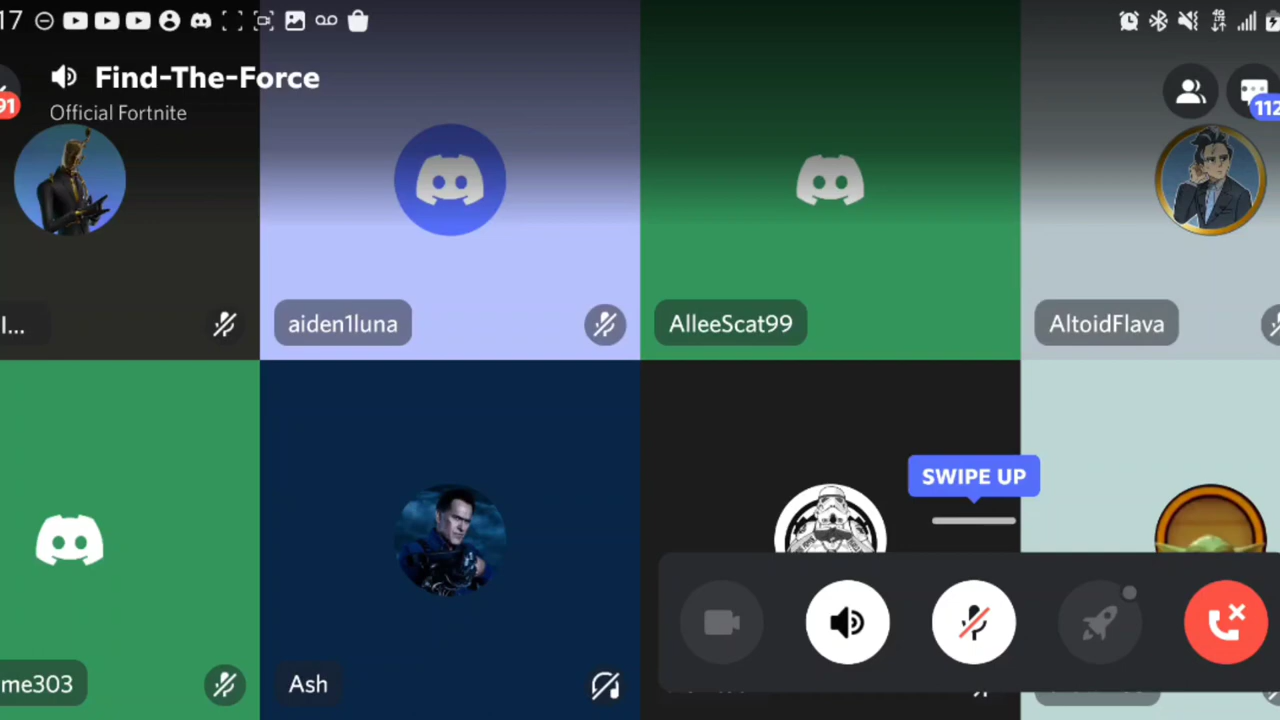 17
Find-The-Force
Official Fortnite
91
112
l...
aiden1luna
AlleeScat99
AltoidFlava
SWIPE UP
me303
Ash